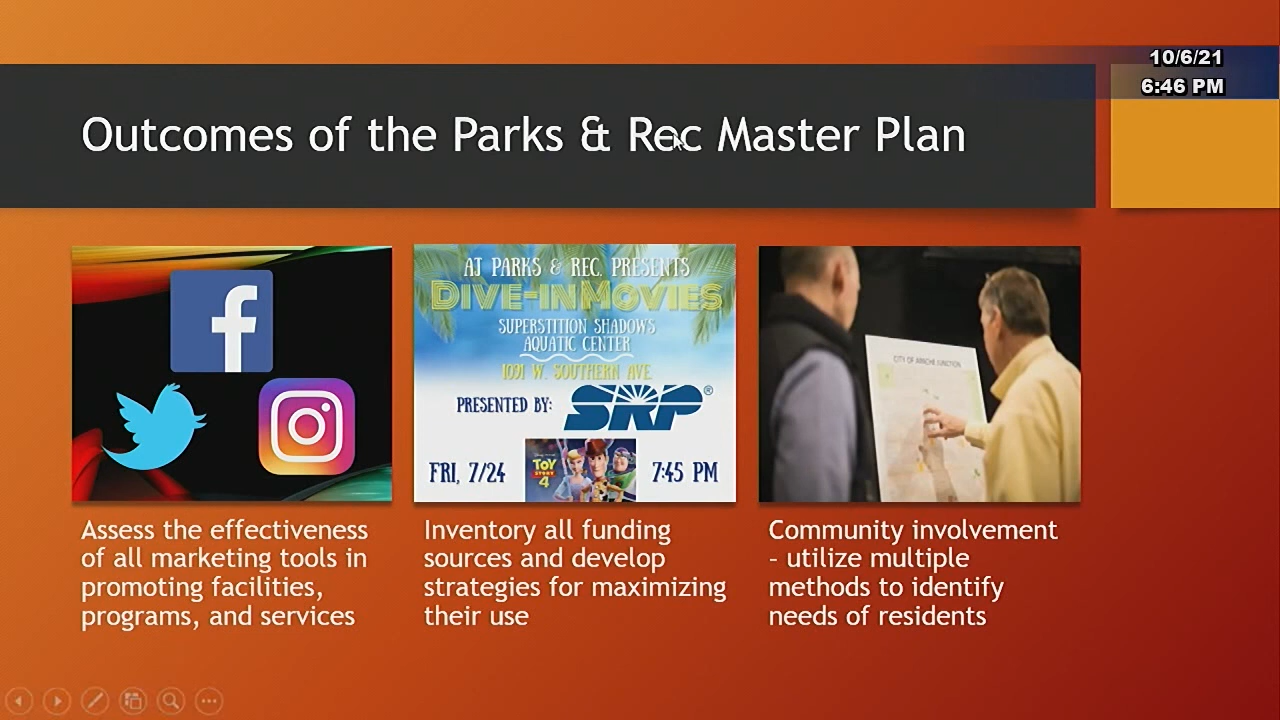 10/6/21
6:46 PM
Outcomes of the Parks & Rec Master Plan
f
AJ PARKS & REC. PRESENTS
DIVE-IN MOVIES
SUPERSTITION SHADOWS
AQUATIC CENTER
1091 W. SOUTHERN AVE.
PRESENTED BY:
SRP®
FRI, 7/24
TOY
STORY
4
7:45 PM
CITY OF APACHE JUNCTION
Assess the effectiveness
of all marketing tools in
promoting facilities,
programs, and services
Inventory all funding
sources and develop
strategies for maximizing
their use
Community involvement
– utilize multiple
methods to identify
needs of residents